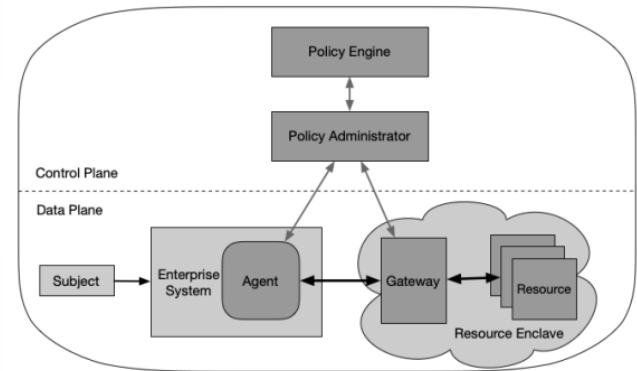 Policy Engine
Policy Administrator
Control Plane
Data Plane
Subject
Enterprise
System
Agent
Gateway
Resource
Resource Enclave